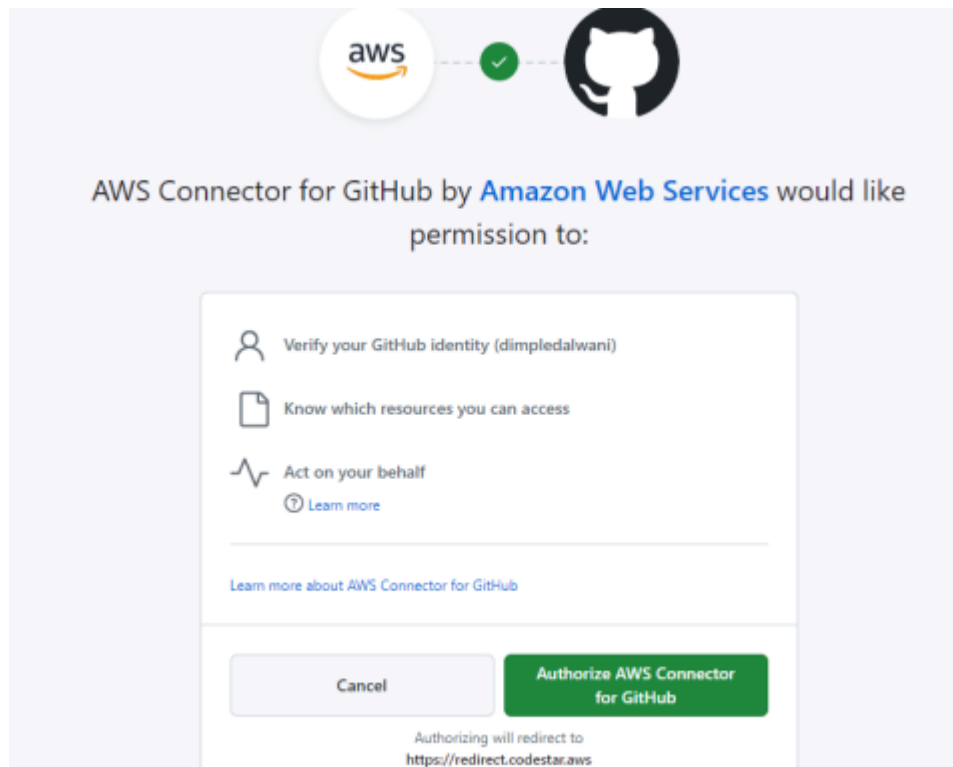 aws
AWS Connector for GitHub by Amazon Web Services would like
permission to:
Verify your GitHub identity (dimpledalwani)
Know which resources you can access
Act on your behalf
Learn more
Learn more about AWS Connector for GitHub
Cancel
Authorize AWS Connector
for GitHub
Authorizing will redirect to
https://redirect.codestar.aws